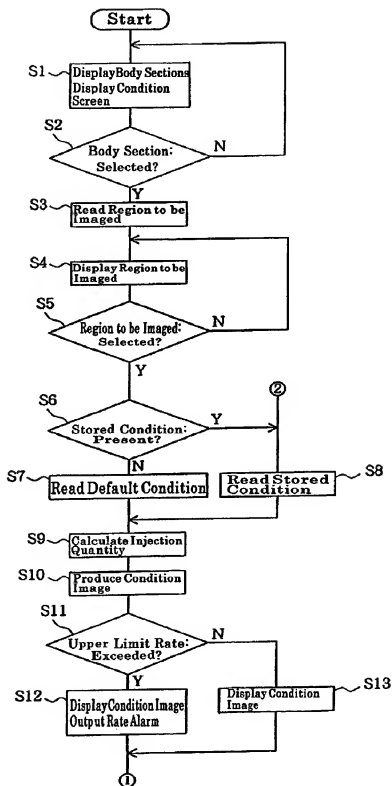 Start
S1
Display Body Sections
Display Condition
Screen
S2
Body Section:
Selected?
N
Y
S3
Read Region to be
Imaged
S4
Display Region to be
Imaged
S5
Region to be Imaged:
Selected?
N
Y
②
S6
Stored Condition:
Present?
Y
N
S7
Read Default Condition
Read Stored
Condition
S8
S9
Calculate Injection
Quantity
S10
Produce Condition
Image
S11
Upper Limit Rate:
Exceeded?
N
Y
S12
Display Condition Image
Output Rate Alarm
Display Condition
Image
S13
①